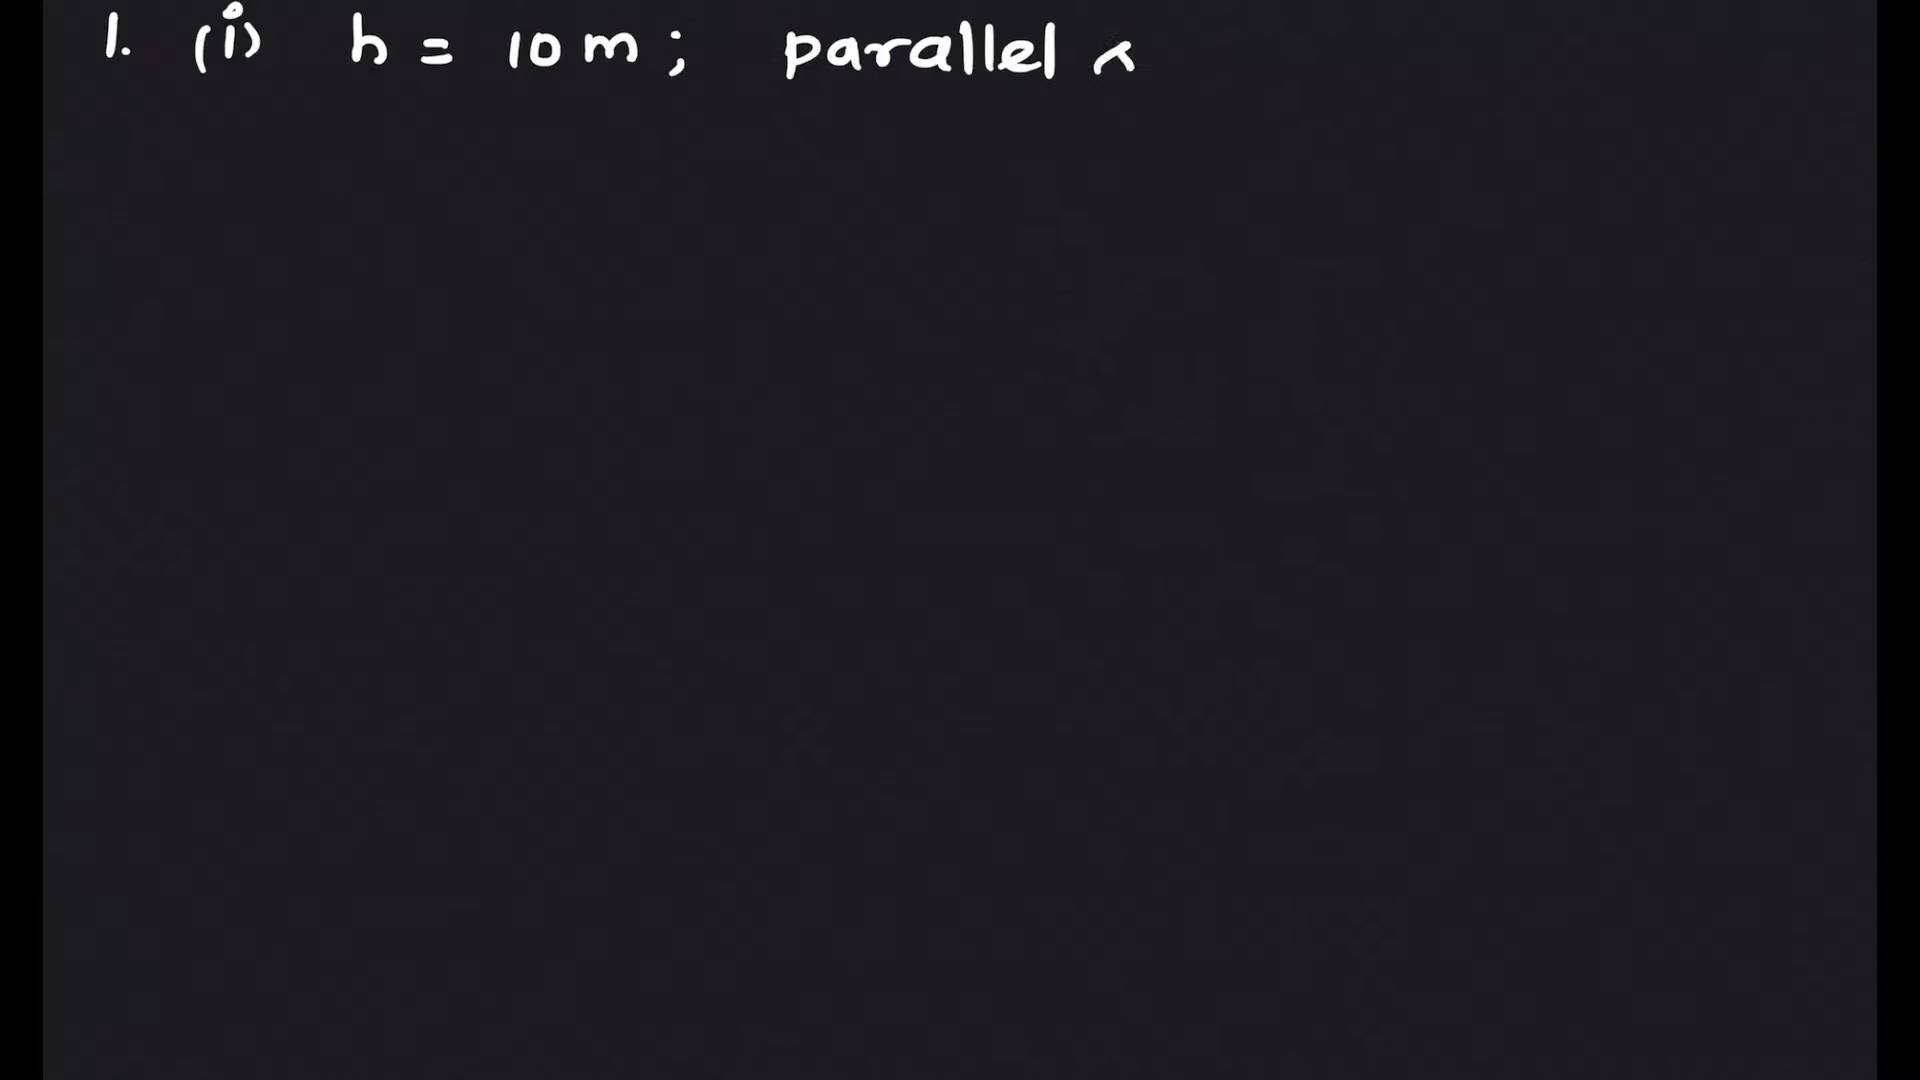 1. (i) h = 10 m ; parallel